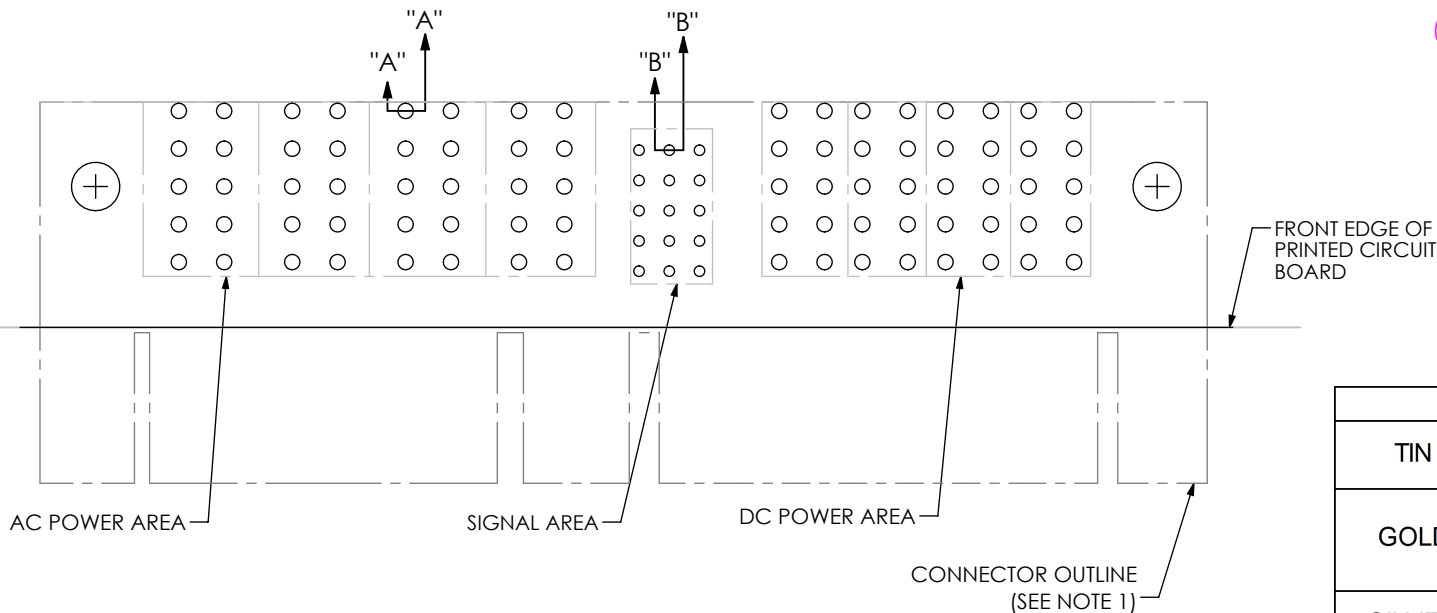 "A"
"A"
"B"
"B"
FRONT EDGE OF
PRINTED CIRCUIT
BOARD
AC POWER AREA
SIGNAL AREA
DC POWER AREA
CONNECTOR OUTLINE
(SEE NOTE 1)
TIN
GOLD